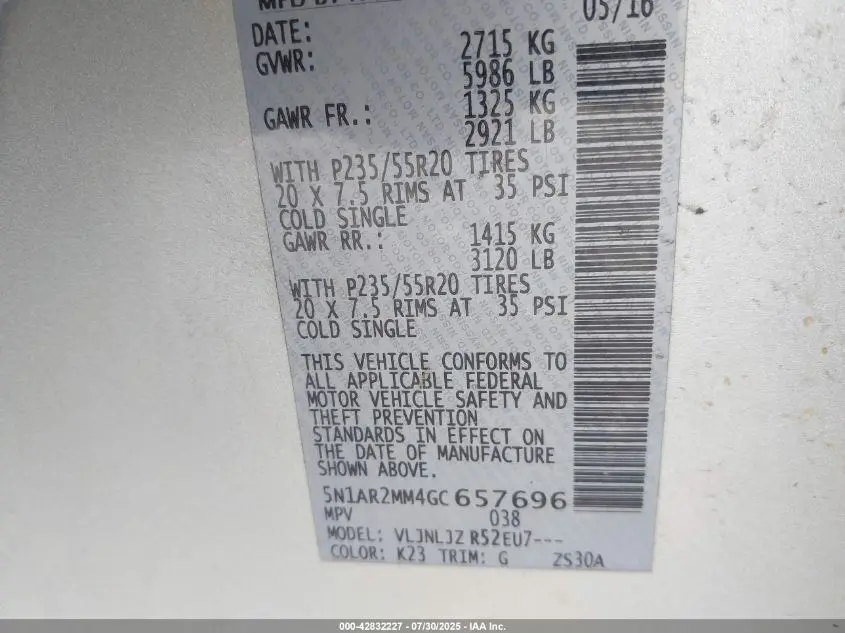 05/16
DATE:
GVWR: 2715 KG
5986 LB
GAWR FR.: 1325 KG
2921 LB
WITH P235/55R20 TIRES
20 X 7.5 RIMS AT 35 PSI
COLD SINGLE
GAWR RR.: 1415 KG
3120 LB
WITH P235/55R20 TIRES
20 X 7.5 RIMS AT 35 PSI
COLD SINGLE
THIS VEHICLE CONFORMS TO
ALL APPLICABLE FEDERAL
MOTOR VEHICLE SAFETY AND
THEFT PREVENTION
STANDARDS IN EFFECT ON
THE DATE OF MANUFACTURE
SHOWN ABOVE.
5N1AR2MM4GC 657696
MPV 038
MODEL: VLJNLJZ R52EU7---
COLOR: K23 TRIM: G ZS30A
000-42832227 - 07/30/2025 - IAA Inc.